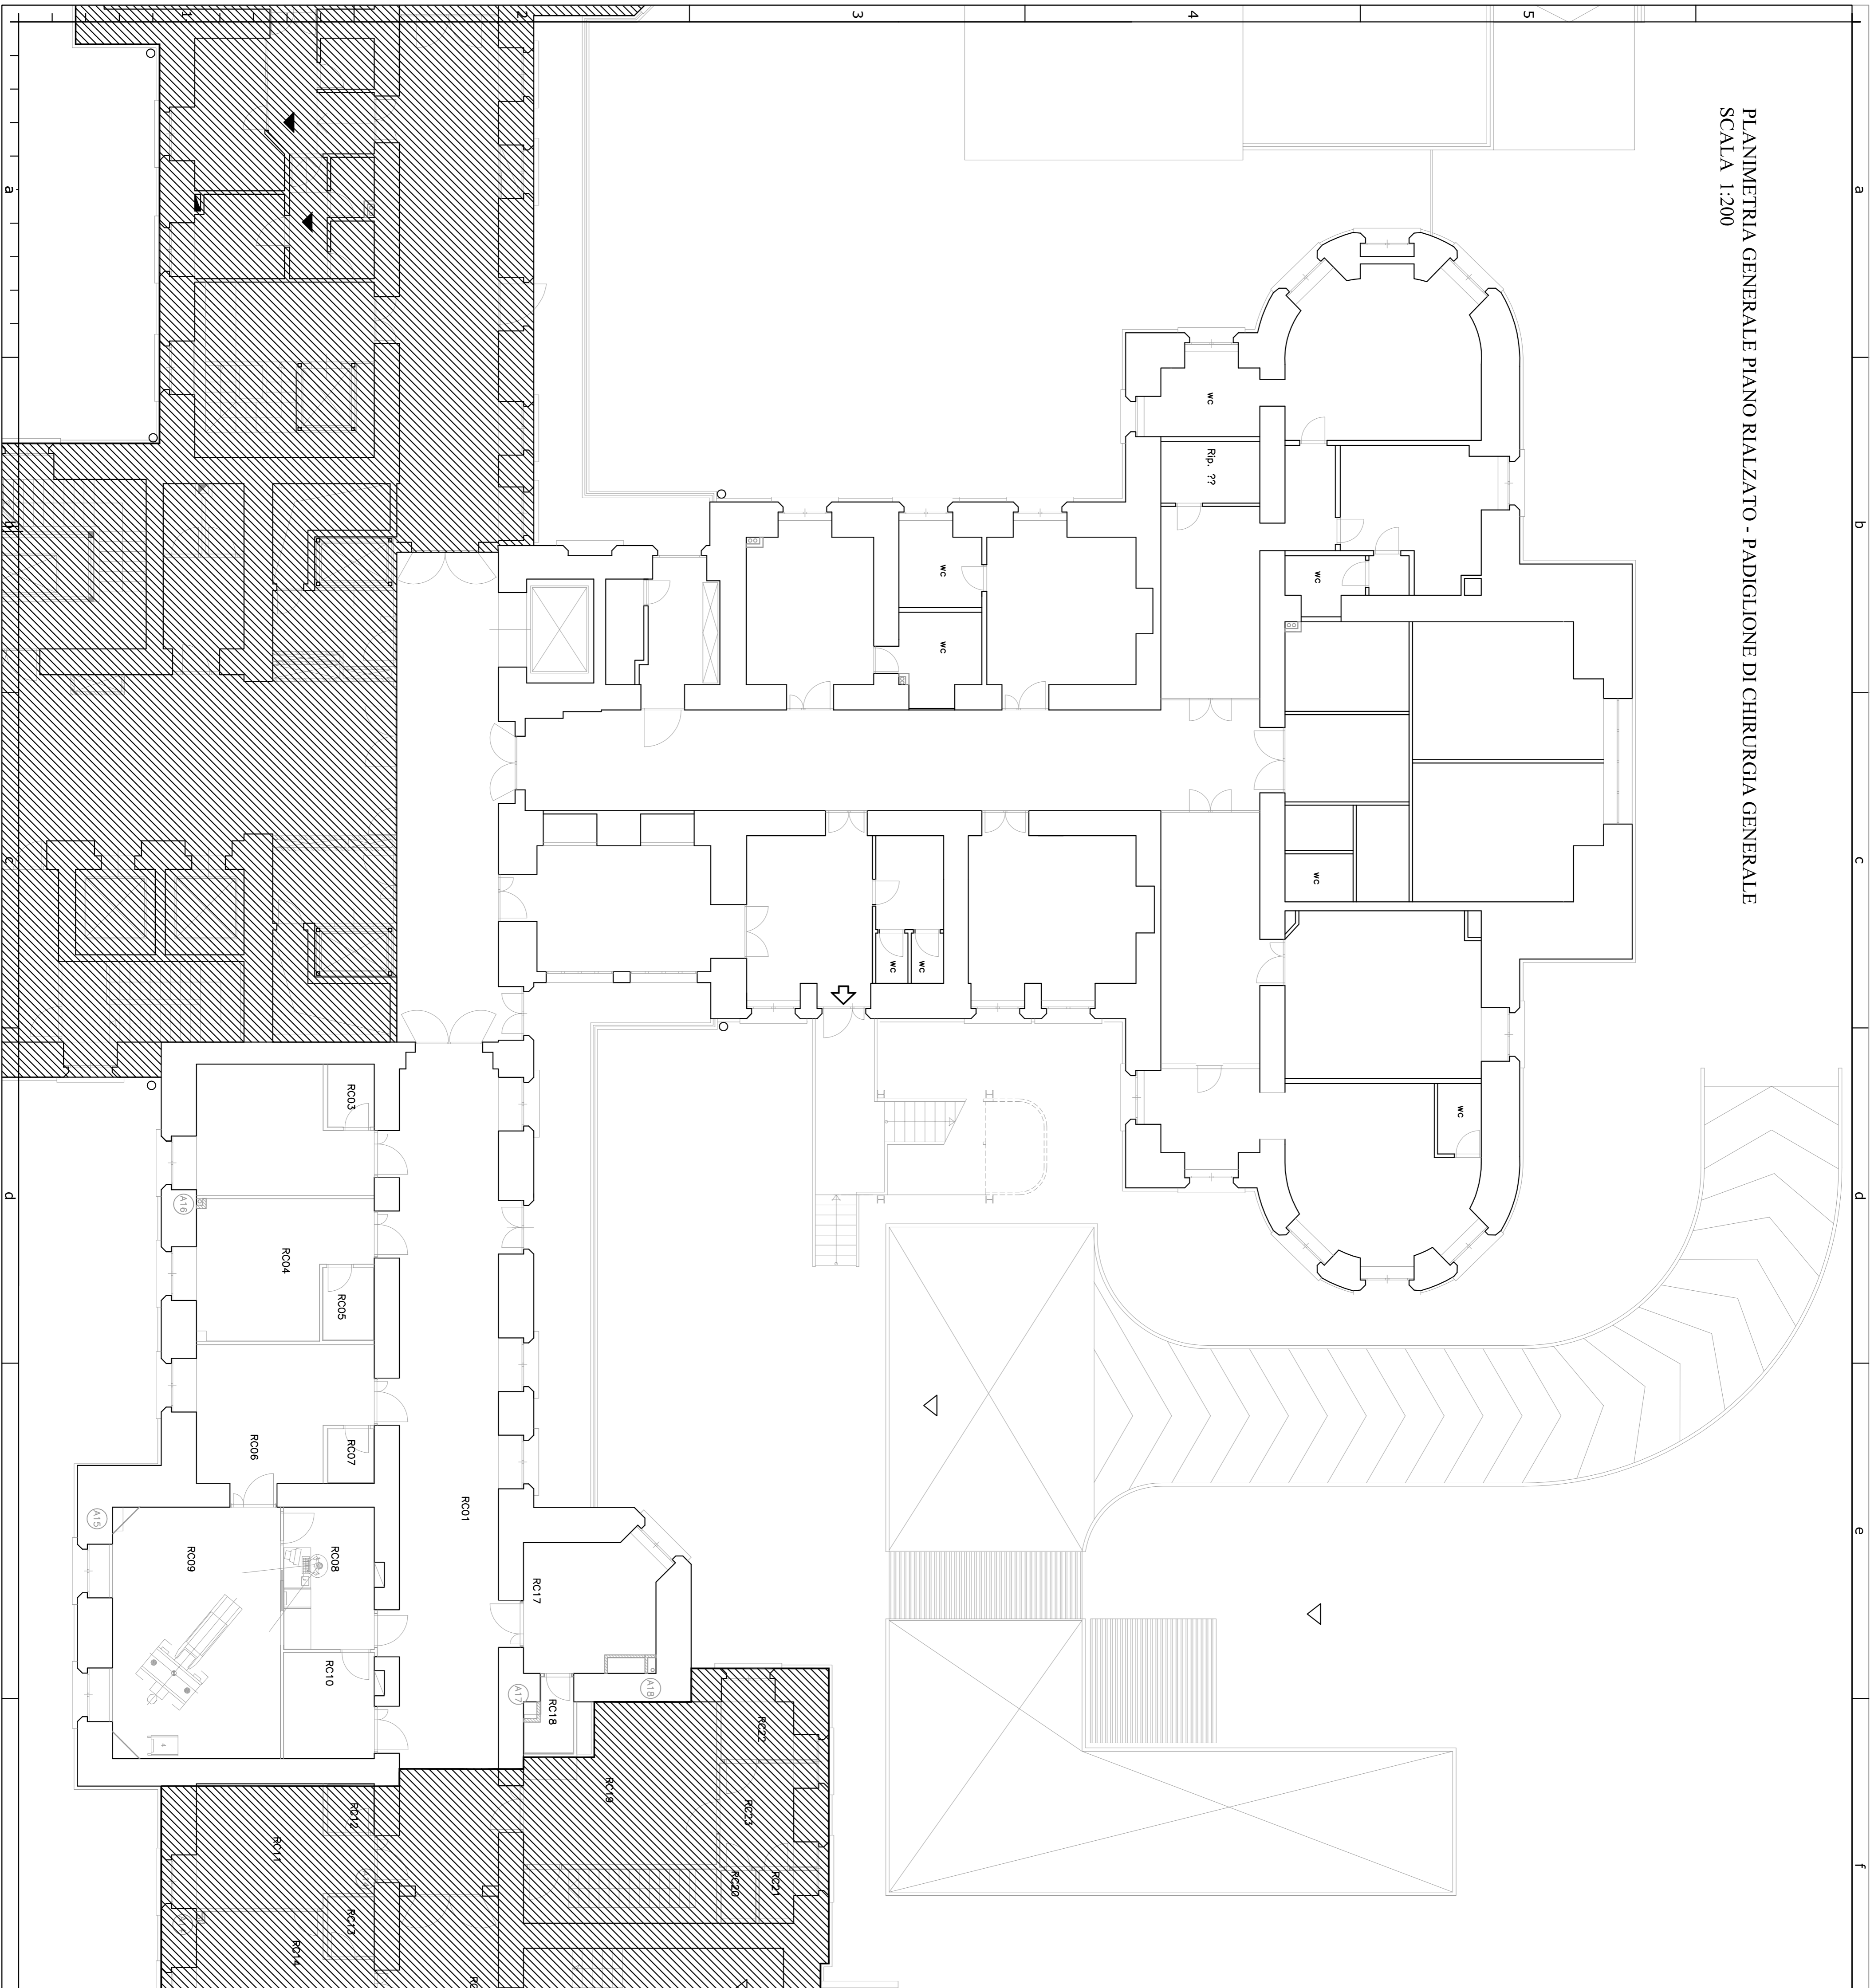 PLANIMETRIA GENERALE PIANO RIALZATO - PADIGLIONE DI CHIRURGIA GENERALE
SCALA 1:200
a
b
c
d
e
f
5
4
3
2
1
a
b
c
d
wc
Rip. ??
wc
wc
wc
wc
wc
wc
wc
RC03
A16
RC04
RC05
RC06
RC07
RC01
A15
RC09
RC08
RC10
RC17
A17
RC18
A18
RC22
RC19
RC23
RC20
RC21
RC12
RC11
RC13
RC14